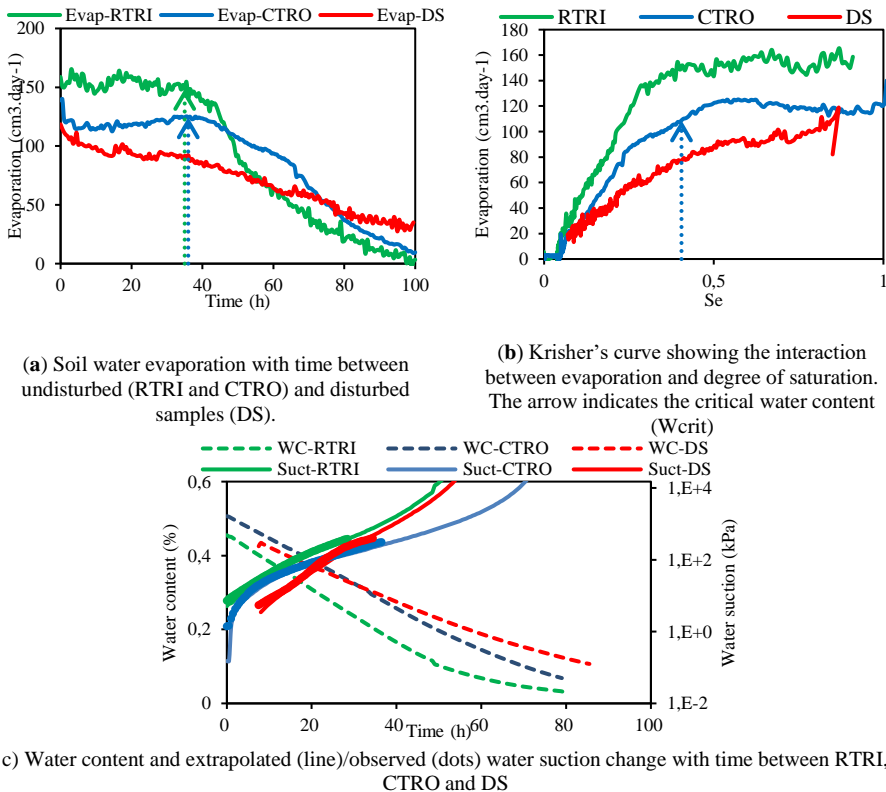 Evap-RTRI Evap-CTRO Evap-DS
Evaporation (cm3.day-1)
200
150
100
50
0
0 20 40 60 80 100
Time (h)
RTRI CTRO DS
Evaporation (cm3.day-1)
180
160
140
120
100
80
60
40
20
0
0 0,5 1
Se
(a) Soil water evaporation with time between
undisturbed (RTRI and CTRO) and disturbed
samples (DS).
(b) Krisher's curve showing the interaction
between evaporation and degree of saturation.
The arrow indicates the critical water content
(Wcrit)
WC-RTRI WC-CTRO WC-DS
Suct-RTRI Suct-CTRO Suct-DS
Water content (%)
0,6
0,4
0,2
0
1,E+4
1,E+2
1,E+0
1,E-2
Water suction (kPa)
0 20 40 60 80 100
Time (h)
c) Water content and extrapolated (line)/observed (dots) water suction change with time between RTRI,
CTRO and DS